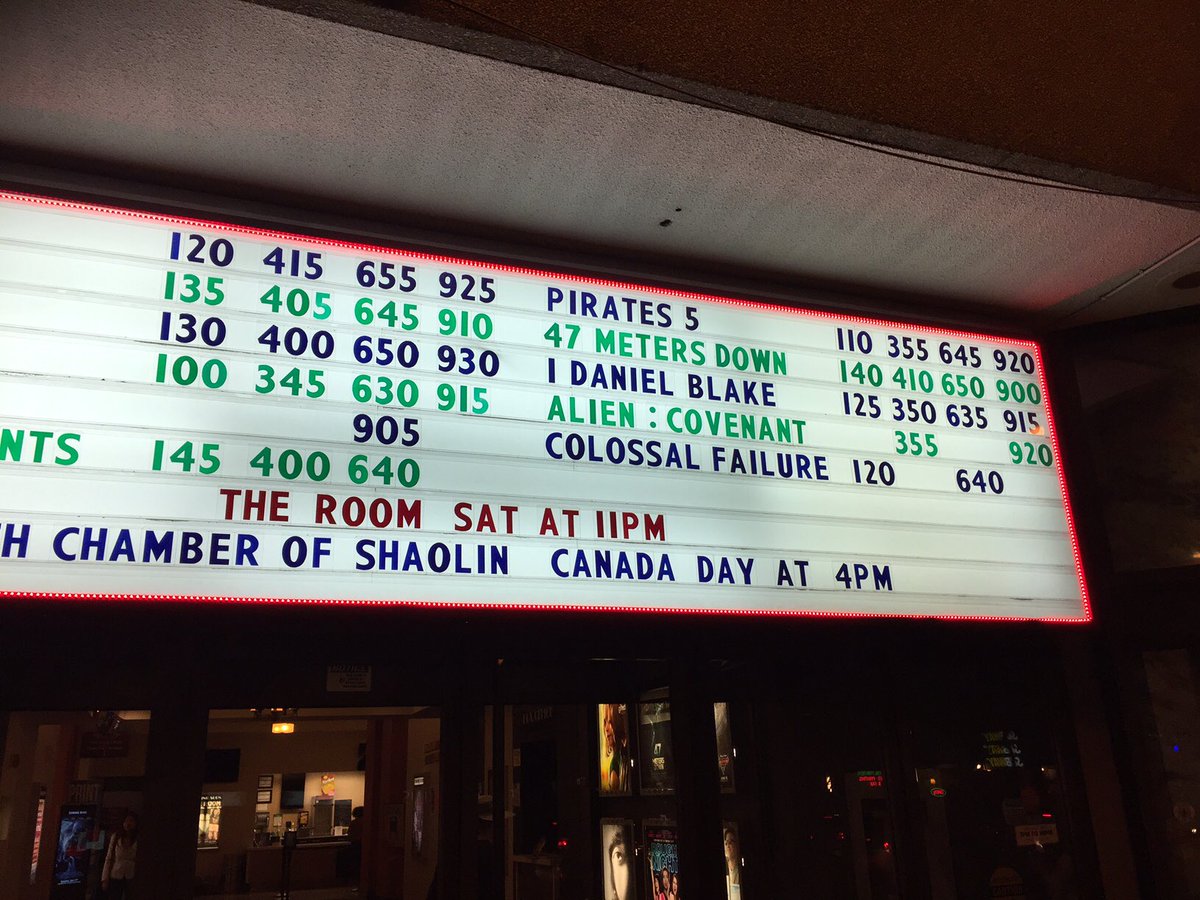 120 415 655 925 PIRATES 5 110 355 645 920
135 405 645 910 47 METERS DOWN 140 410 650 900
130 400 650 930 I DANIEL BLAKE 125 350 635 915
100 345 630 915 ALIEN : COVENANT 355 920
905 COLOSSAL FAILURE 120 640
NTS 145 400 640
THE ROOM SAT AT 11PM
H CHAMBER OF SHAOLIN CANADA DAY AT 4PM